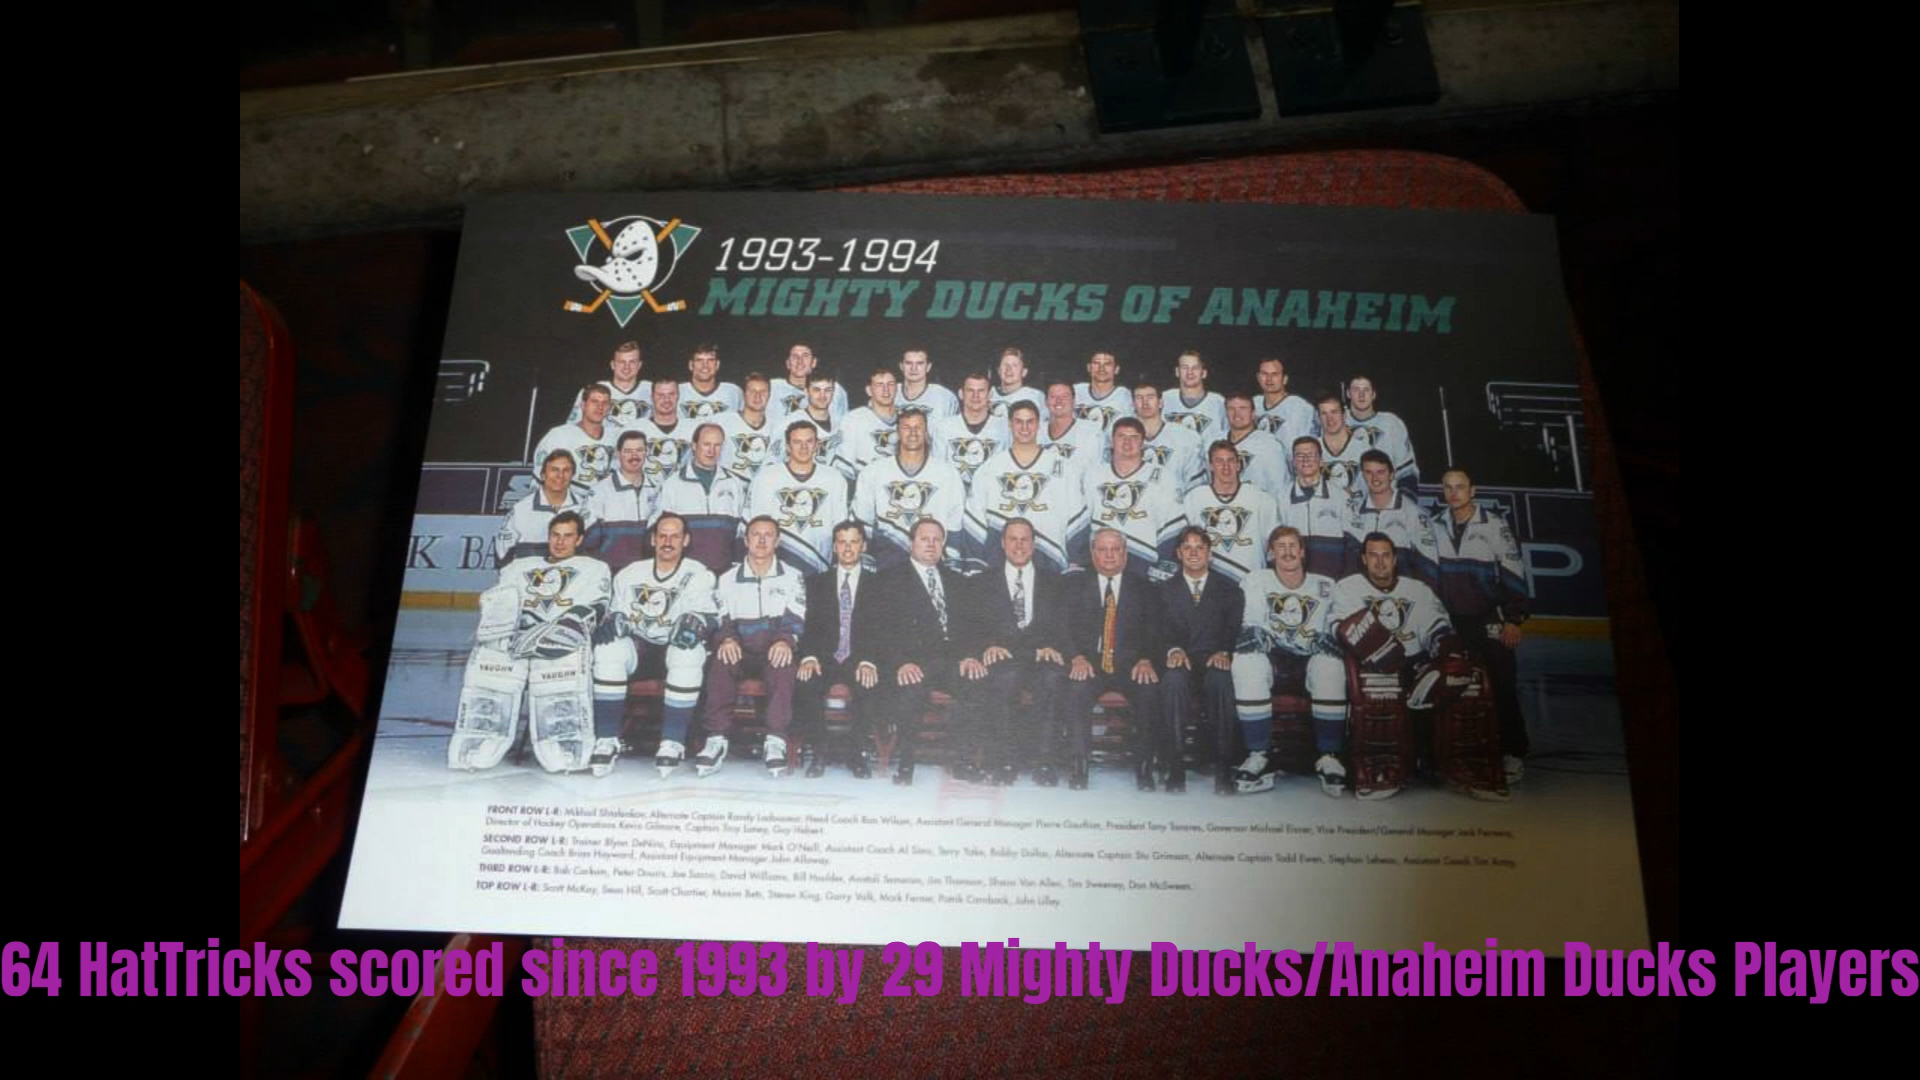 1993-1994
MIGHTY DUCKS OF ANAHEIM
K BA
P
VAUGHN VAUGHN
FRONT ROW L-R: Mikhail Shtalenkov, Alternate Captain Randy Ladouceur, Head Coach Ron Wilson, Assistant General Manager Pierre Gauthier, President Tony Tavares, Governor Michael Eisner, Vice President/General Manager Jack Ferreira,
Director of Hockey Operations Kevin Gilmore, Captain Troy Loney, Guy Hebert.
SECOND ROW L-R: Trainer Blynn DeNiro, Equipment Manager Mark O'Neill, Assistant Coach Al Sims, Terry Yake, Bobby Dollas, Alternate Captain Stu Grimson, Alternate Captain Todd Ewen, Stephan Lebeau, Assistant Coach Tim Army,
Goaltending Coach Brian Hayward, Assistant Equipment Manager John Allaway.
THIRD ROW L-R: Bob Corkum, Peter Douris, Joe Sacco, David Williams, Bill Houlder, Anatoli Semenov, Jim Thomson, Shaun Van Allen, Tim Sweeney, Don McSween.
TOP ROW L-R: Scott McKay, Sean Hill, Scott Chartier, Maxim Bets, Steven King, Garry Valk, Mark Ferner, Patrik Carnback, John Lilley.
64 HatTricks scored since 1993 by 29 Mighty Ducks/Anaheim Ducks Players